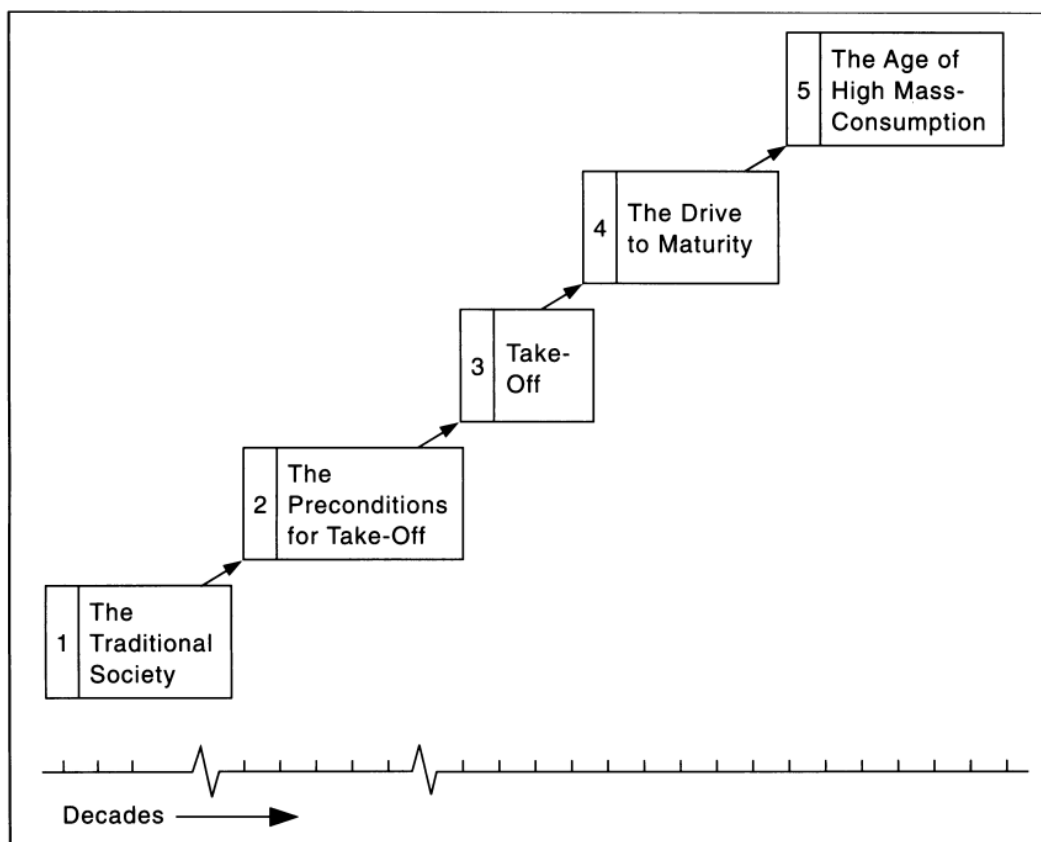 5
The Age of
High Mass-
Consumption
4
The Drive
to Maturity
3
Take-
Off
2
The
Preconditions
for Take-Off
1
The
Traditional
Society
Decades